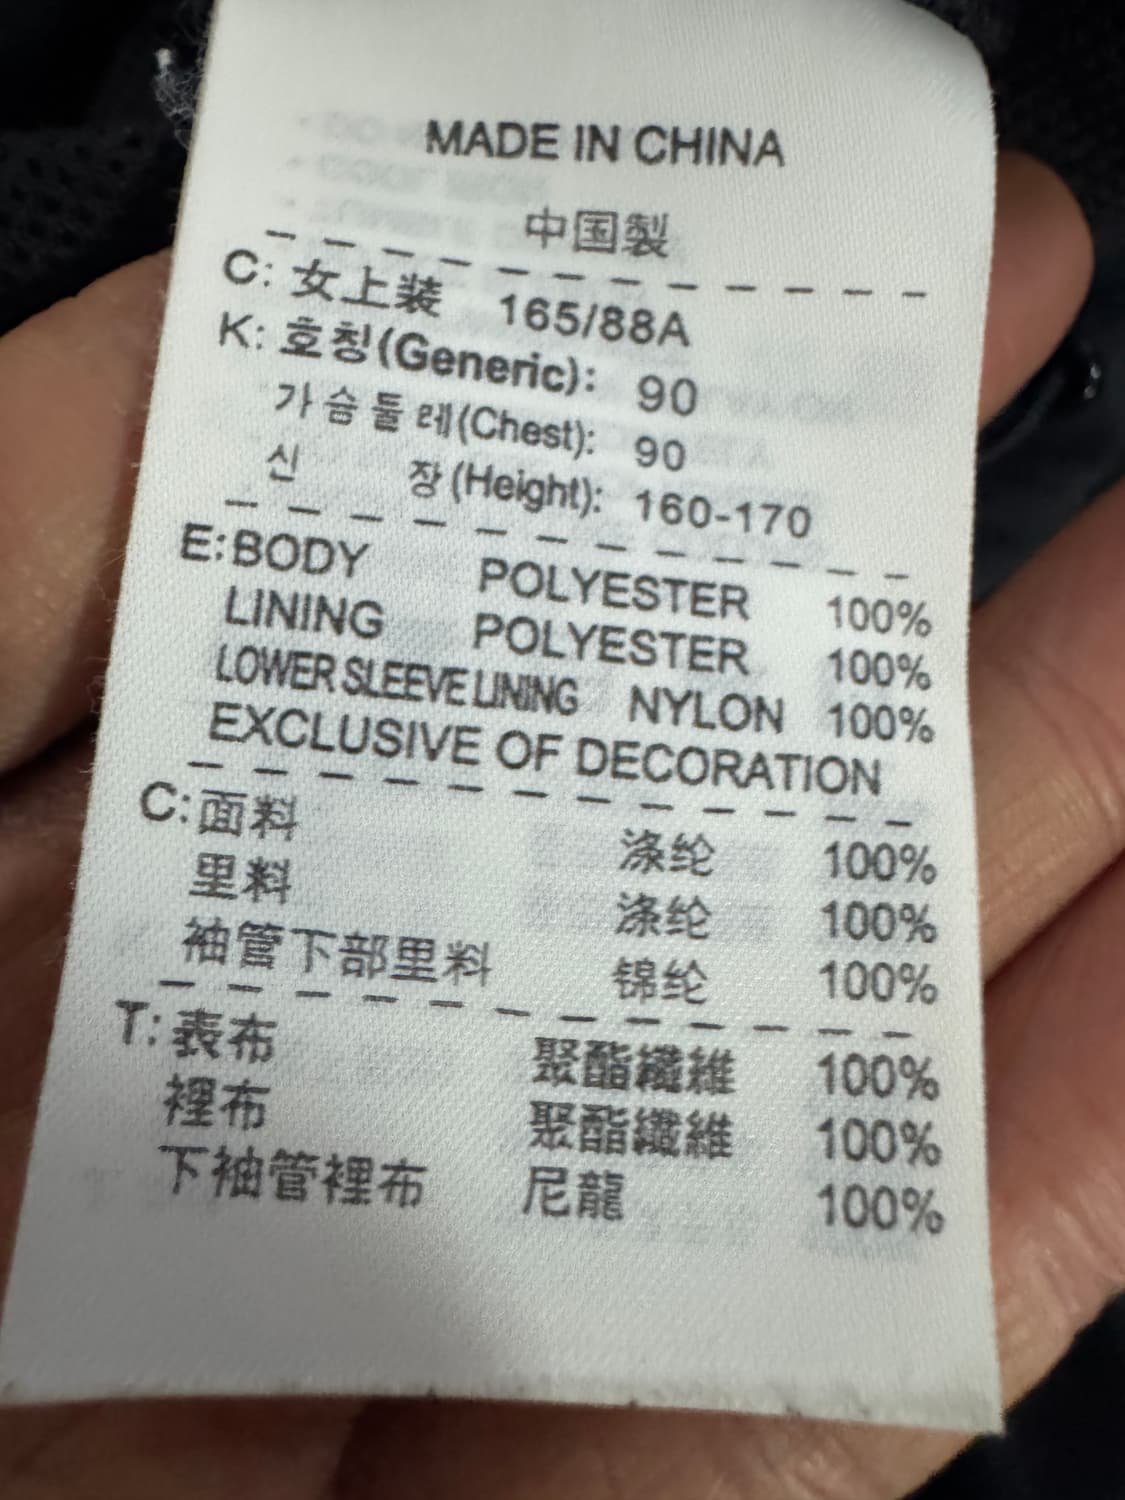 MADE IN CHINA
中国製
C: 女上装 165/88A
K: 호칭(Generic): 90
가슴둘레(Chest): 90
신 장(Height): 160-170
E:BODY POLYESTER 100%
LINING POLYESTER 100%
LOWER SLEEVE LINING NYLON 100%
EXCLUSIVE OF DECORATION
C:面料 涤纶 100%
里料 涤纶 100%
袖管下部里料 锦纶 100%
T:表布 聚酯纖維 100%
裡布 聚酯纖維 100%
下袖管裡布 尼龍 100%